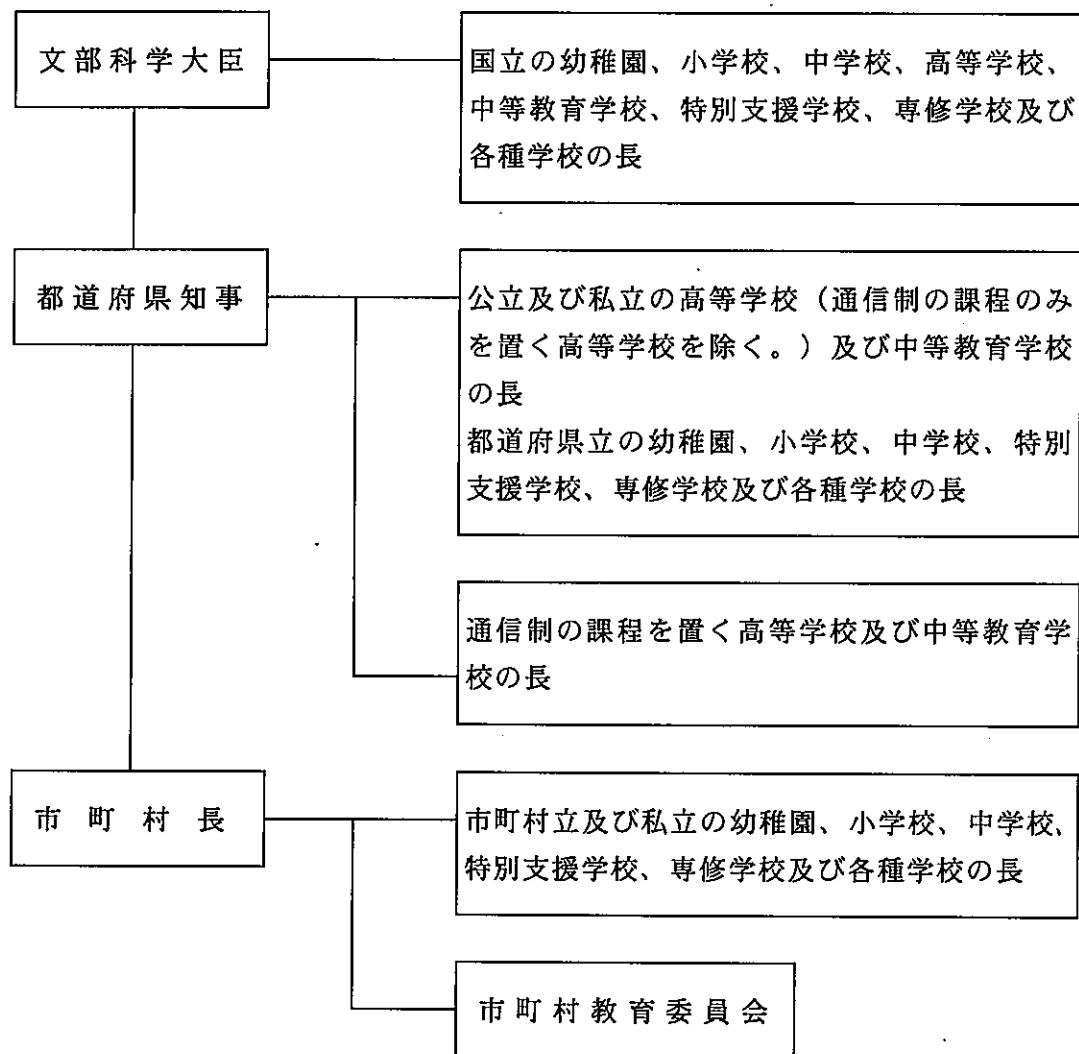 文部科学大臣
国立の幼稚園、小学校、中学校、高等学校、
中等教育学校、特別支援学校、専修学校及び
各種学校の長
都道府県知事
公立及び私立の高等学校（通信制の課程のみ
を置く高等学校を除く。）及び中等教育学校
の長
都道府県立の幼稚園、小学校、中学校、特別
支援学校、専修学校及び各種学校の長
通信制の課程を置く高等学校及び中等教育学
校の長
市町村長
市町村立及び私立の幼稚園、小学校、中学校、
特別支援学校、専修学校及び各種学校の長
市町村教育委員会